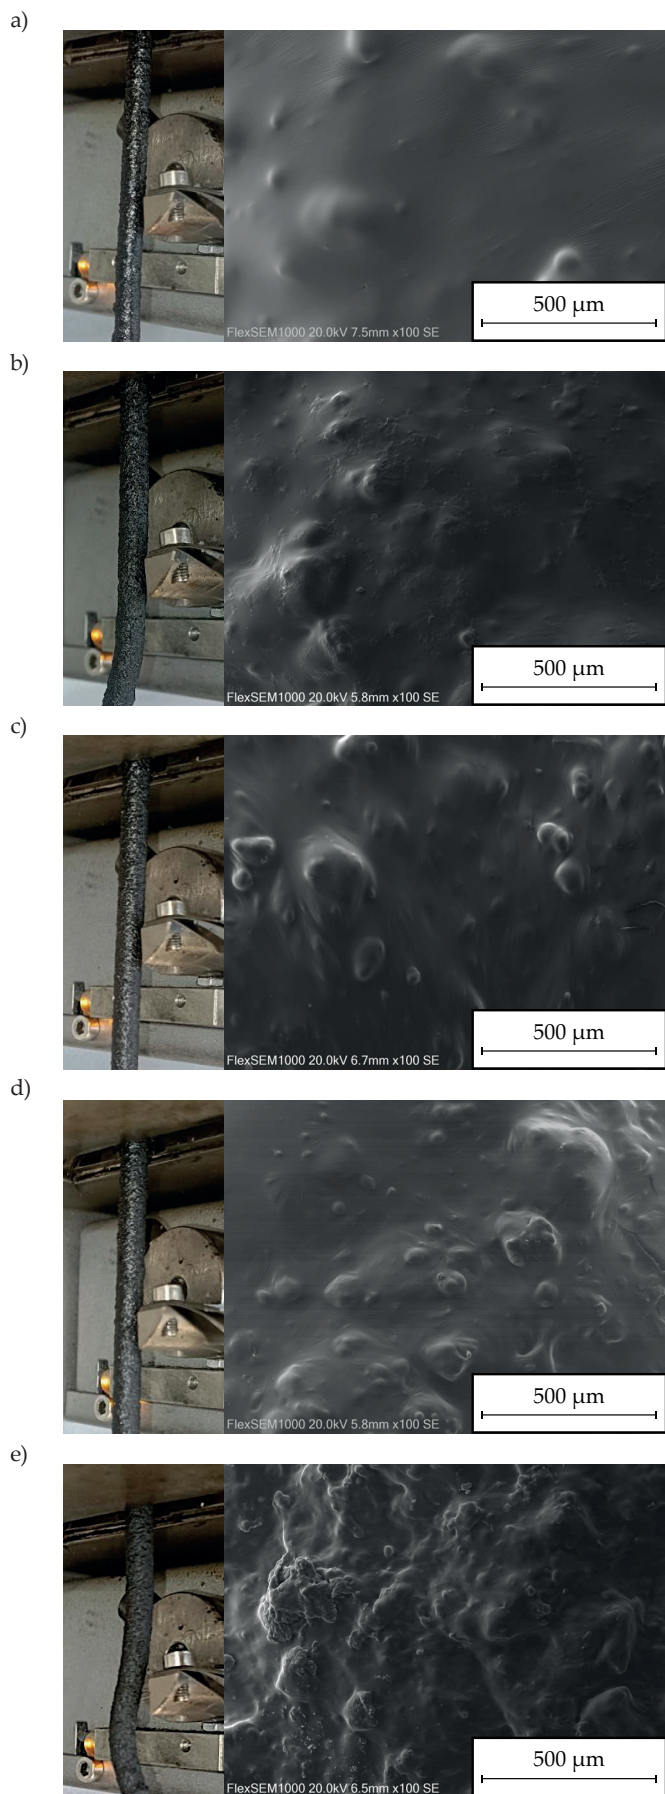 a)
500 μm
FlexSEM1000 20.0kV 7.5mm x100 SE
b)
500 μm
FlexSEM1000 20.0kV 5.8mm x100 SE
c)
500 μm
FlexSEM1000 20.0kV 6.7mm x100 SE
d)
500 μm
FlexSEM1000 20.0kV 5.8mm x100 SE
e)
500 μm
FlexSEM1000 20.0kV 6.5mm x100 SE